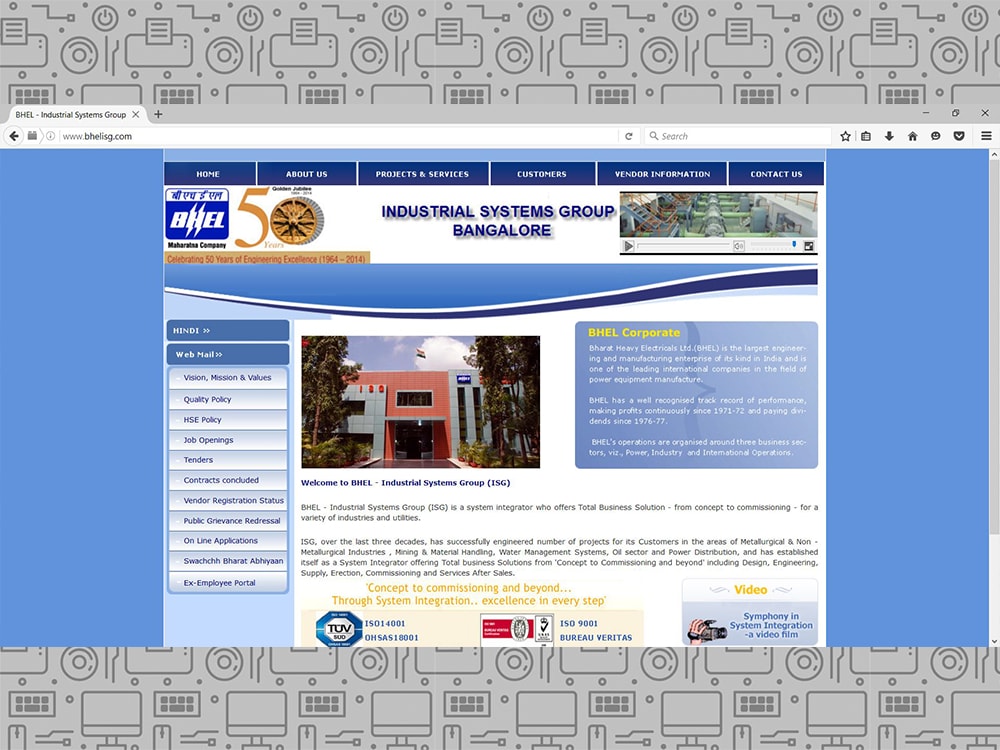 BHEL - Industrial Systems Group
www.bhelisg.com
Search
HOME
ABOUT US
PROJECTS & SERVICES
CUSTOMERS
VENDOR INFORMATION
CONTACT US
बी एच ई एल
BHEL
Maharatna Company
Golden Jubilee
1964 - 2014
50
Years
Celebrating 50 Years of Engineering Excellence (1964 – 2014)
INDUSTRIAL SYSTEMS GROUP
BANGALORE
HINDI >>
Web Mail >>
Vision, Mission & Values
Quality Policy
HSE Policy
Job Openings
Tenders
Contracts concluded
Vendor Registration Status
Public Grievance Redressal
On Line Applications
Swachchh Bharat Abhiyaan
Ex-Employee Portal
I S G
BHEL
BHEL Corporate
Bharat Heavy Electricals Ltd.(BHEL) is the largest engineer-
ing and manufacturing enterprise of its kind in India and is
one of the leading international companies in the field of
power equipment manufacture.
BHEL has a well recognised track record of performance,
making profits continuously since 1971-72 and paying divi-
dends since 1976-77.
BHEL's operations are organised around three business sec-
tors, viz., Power, Industry and International Operations.
Welcome to BHEL - Industrial Systems Group (ISG)
BHEL - Industrial Systems Group (ISG) is a system integrator who offers Total Business Solution - from concept to commissioning - for a
variety of industries and utilities.
ISG, over the last three decades, has successfully engineered number of projects for its Customers in the areas of Metallurgical & Non -
Metallurgical Industries , Mining & Material Handling, Water Management Systems, Oil sector and Power Distribution, and has established
itself as a System Integrator offering Total business Solutions from 'Concept to Commissioning and beyond' including Design, Engineering,
Supply, Erection, Commissioning and Services After Sales.
'Concept to commissioning and beyond...
Through System Integration.. excellence in every step'
TUV
SUD
ISO14001
OHSAS18001
ISO 9001
BUREAU VERITAS
Video
Symphony in
System Integration
-a video film